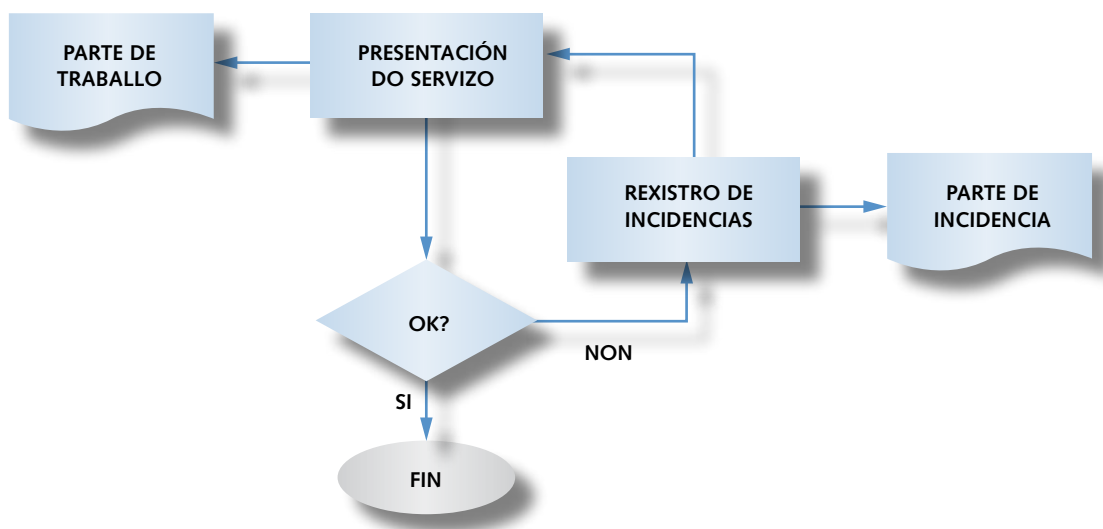 PARTE DE
TRABALLO
PRESENTACIÓN
DO SERVIZO
REXISTRO DE
INCIDENCIAS
PARTE DE
INCIDENCIA
OK?
NON
SI
FIN